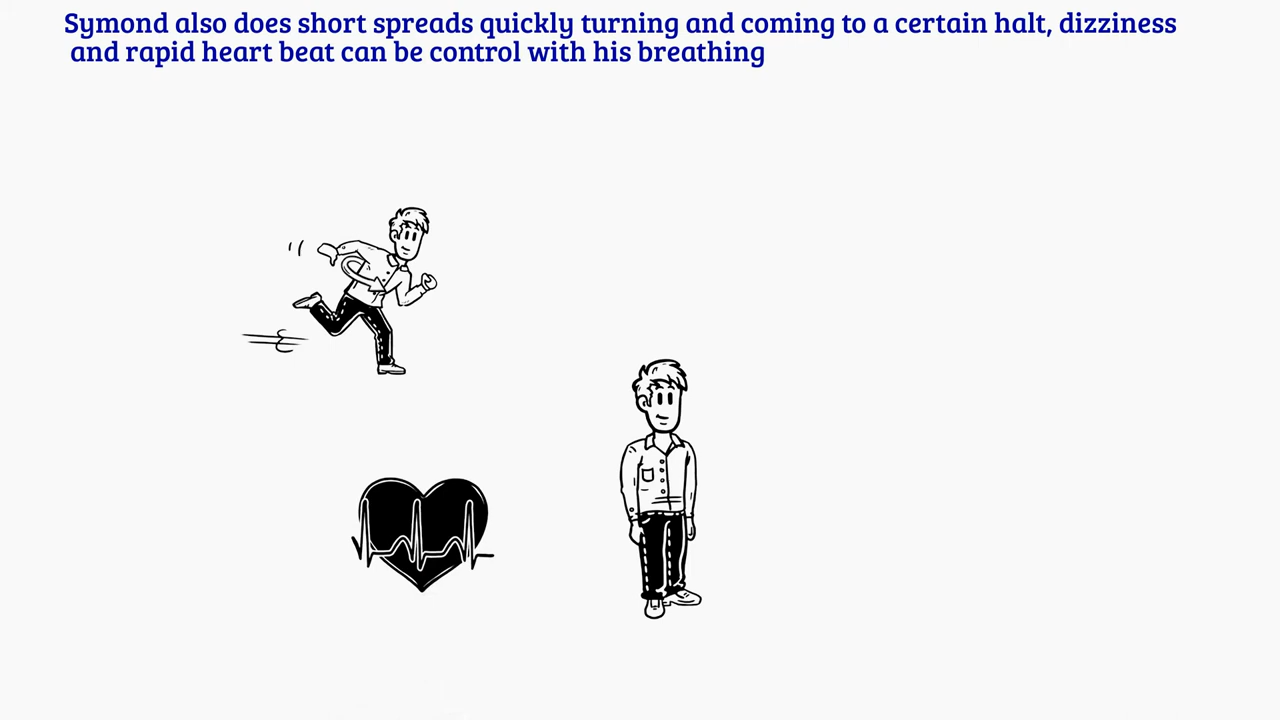 Symond also does short spreads quickly turning and coming to a certain halt, dizziness
and rapid heart beat can be control with his breathing